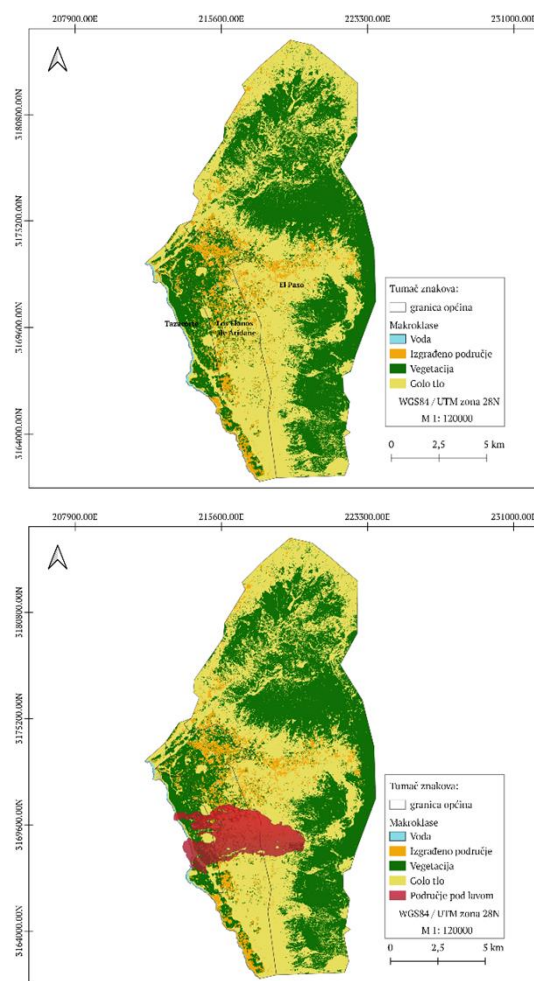 207900.00E 215600.00E 223300.00E 251000.00E
3180800.00N
3175200.00N
3169600.00N
3164000.00N
El Paso
Tazacorte
Los Llanos
de Aridane
Tumač znakova:
granica općina
Makroklase
Voda
Izgrađeno područje
Vegetacija
Golo tlo
WGS84 / UTM zona 28N
M 1: 120000
0 2,5 5 km
207900.00E 215600.00E 223300.00E 251000.00E
3180800.00N
3175200.00N
3169600.00N
3164000.00N
Tumač znakova:
granica općina
Makroklase
Voda
Izgrađeno područje
Vegetacija
Golo tlo
Područje pod lavom
WGS84 / UTM zona 28N
M 1: 120000
0 2,5 5 km